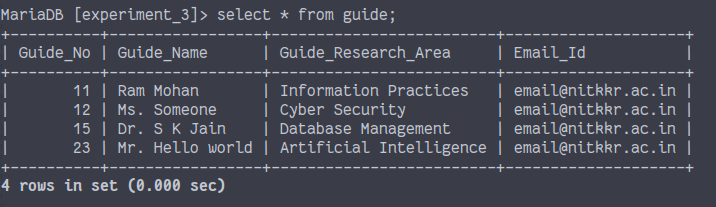 MariaDB [experiment_3]> select * from guide;
+----------+-----------------+-------------------------+--------------------+
| Guide_No | Guide_Name      | Guide_Research_Area     | Email_Id           |
+----------+-----------------+-------------------------+--------------------+
|       11 | Ram Mohan       | Information Practices   | email@nitkkr.ac.in |
|       12 | Ms. Someone     | Cyber Security          | email@nitkkr.ac.in |
|       15 | Dr. S K Jain    | Database Management     | email@nitkkr.ac.in |
|       23 | Mr. Hello world | Artificial Intelligence | email@nitkkr.ac.in |
+----------+-----------------+-------------------------+--------------------+
4 rows in set (0.000 sec)